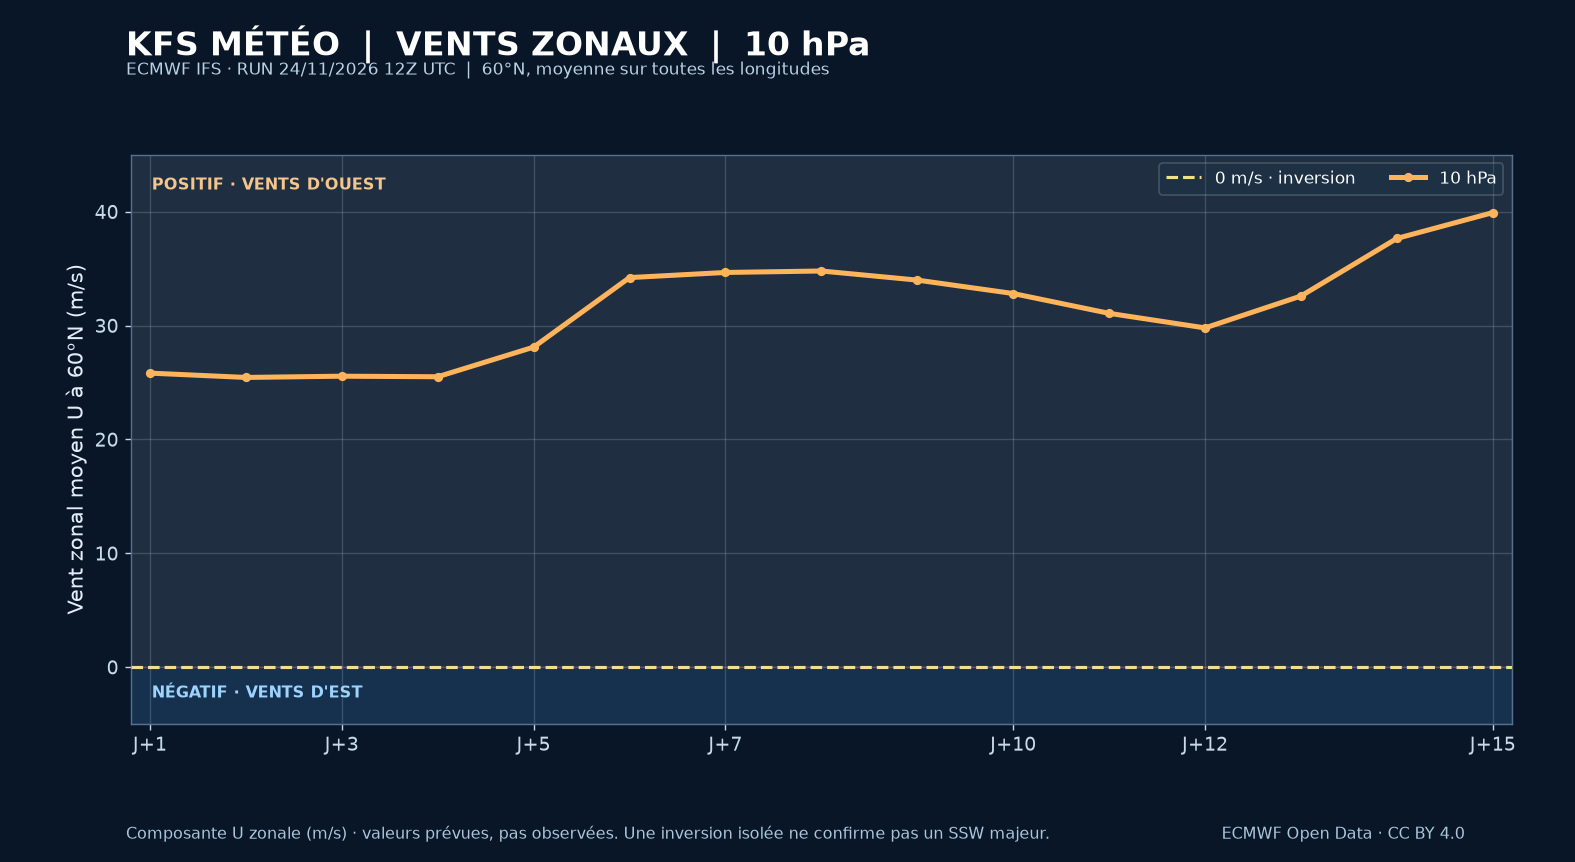 KFS MÉTÉO | VENTS ZONAUX | 10 hPa
ECMWF IFS · RUN 24/11/2026 12Z UTC | 60°N, moyenne sur toutes les longitudes
POSITIF · VENTS D'OUEST
0 m/s · inversion
10 hPa
Vent zonal moyen U à 60°N (m/s)
40
30
20
10
0
NÉGATIF · VENTS D'EST
J+1 J+3 J+5 J+7 J+10 J+12 J+15
Composante U zonale (m/s) · valeurs prévues, pas observées. Une inversion isolée ne confirme pas un SSW majeur.
ECMWF Open Data · CC BY 4.0